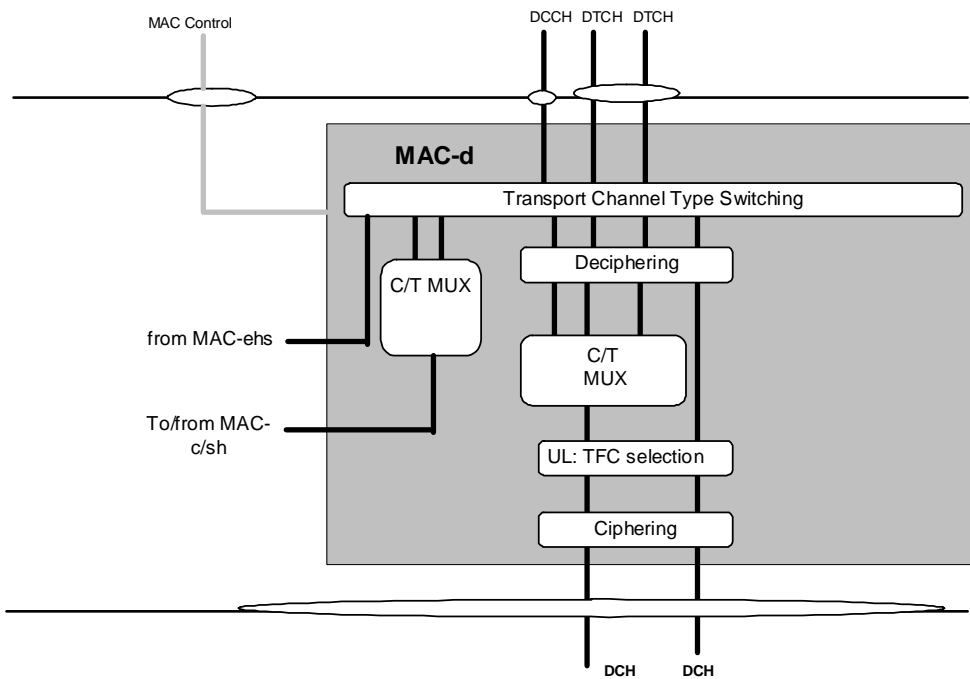 MAC Control
DCCH DTCH DTCH
MAC-d
Transport Channel Type Switching
Deciphering
C/T MUX
from MAC-ehs
C/T
MUX
To/from MAC-
c/sh
UL: TFC selection
Ciphering
DCH
DCH